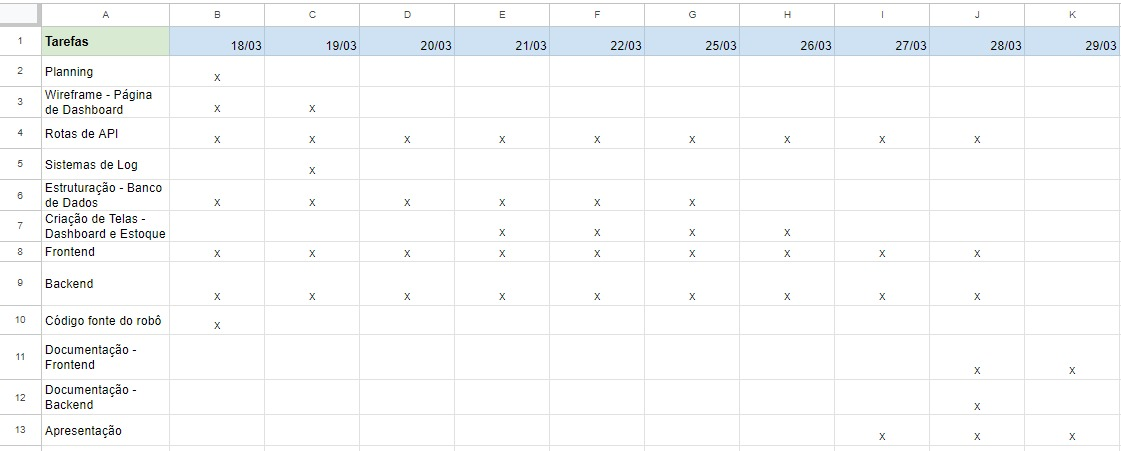 A B C D E F G H I J K
1 Tarefas 18/03 19/03 20/03 21/03 22/03 25/03 26/03 27/03 28/03 29/03
2 Planning x
3 Wireframe - Página
de Dashboard x x
4 Rotas de API x x x x x x x x x
5 Sistemas de Log x
6 Estruturação - Banco
de Dados x x x x x x
7 Criação de Telas -
Dashboard e Estoque x x x x
8 Frontend x x x x x x x x x
9 Backend x x x x x x x x x
10 Código fonte do robô x
11 Documentação -
Frontend x x
12 Documentação -
Backend x
13 Apresentação x x x